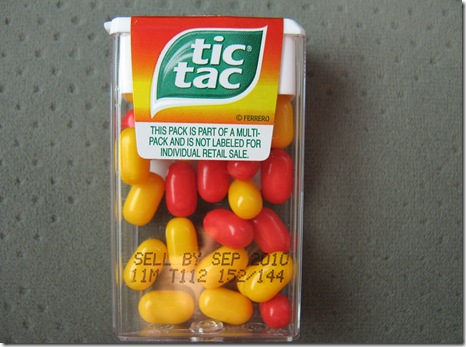 tic®
tac
© FERRERO
THIS PACK IS PART OF A MULTI-
PACK AND IS NOT LABELED FOR
INDIVIDUAL RETAIL SALE.
SELL BY SEP 2010
11M T112 152/144